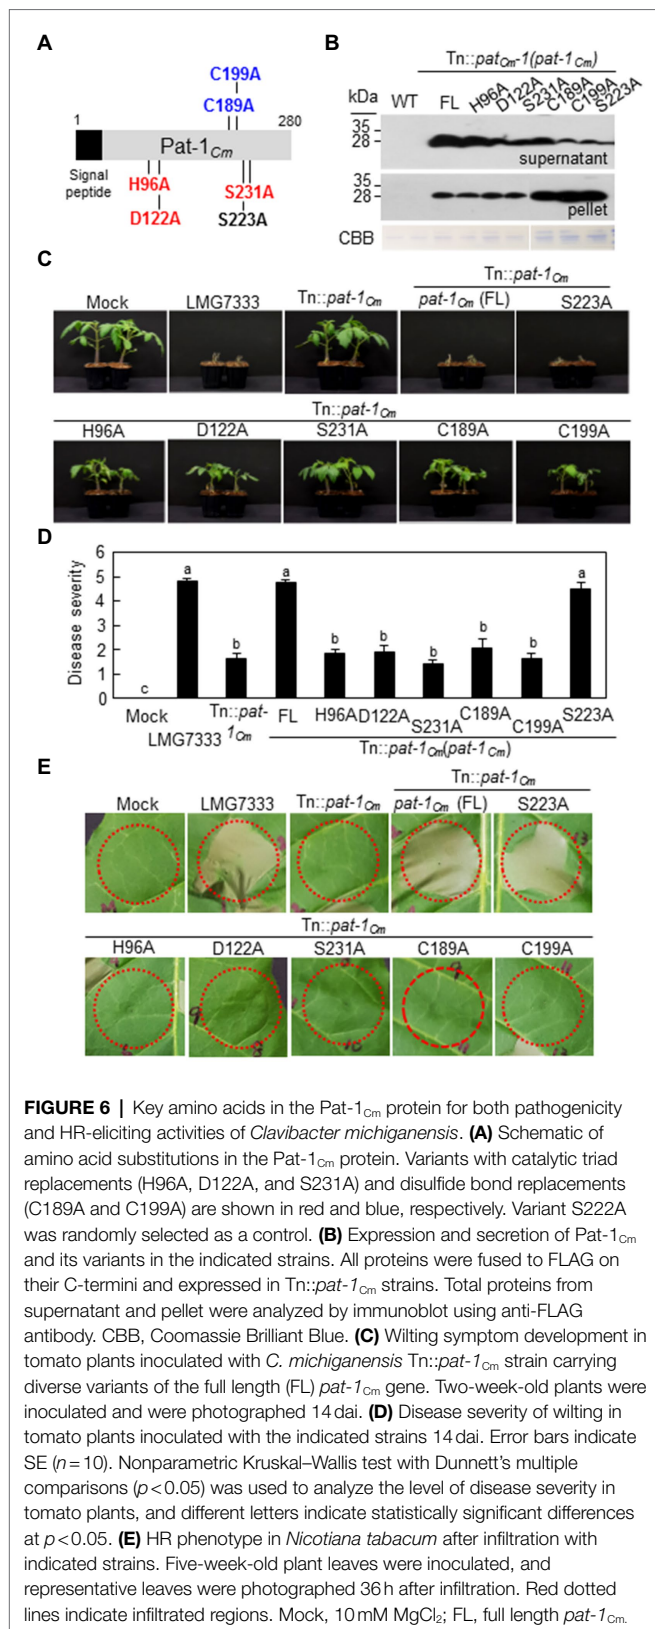 A
C199A
C189A
1
280
Pat-1Cm
Signal
peptide
H96A
S231A
D122A
S223A
B
Tn::patCm-1(pat-1Cm)
kDa
WT
FL
H96A
D122A
S231A
C189A
C199A
S223A
35
28
supernatant
35
28
pellet
CBB
C
Tn::pat-1Cm
Mock
LMG7333
Tn::pat-1Cm
pat-1Cm (FL)
S223A
Tn::pat-1Cm
H96A
D122A
S231A
C189A
C199A
D
Disease severity
6
5
4
3
2
1
0
c
a
b
a
b
b
b
b
b
a
Mock
LMG7333
Tn::pat-
1Cm
FL
H96A
D122A
S231A
C189A
C199A
S223A
Tn::pat-1Cm(pat-1Cm)
E
Tn::pat-1Cm
Mock
LMG7333
Tn::pat-1Cm
pat-1Cm (FL)
S223A
Tn::pat-1Cm
H96A
D122A
S231A
C189A
C199A
FIGURE 6 | Key amino acids in the Pat-1Cm protein for both pathogenicity
and HR-eliciting activities of Clavibacter michiganensis. (A) Schematic of
amino acid substitutions in the Pat-1Cm protein. Variants with catalytic triad
replacements (H96A, D122A, and S231A) and disulfide bond replacements
(C189A and C199A) are shown in red and blue, respectively. Variant S222A
was randomly selected as a control. (B) Expression and secretion of Pat-1Cm
and its variants in the indicated strains. All proteins were fused to FLAG on
their C-termini and expressed in Tn::pat-1Cm strains. Total proteins from
supernatant and pellet were analyzed by immunoblot using anti-FLAG
antibody. CBB, Coomassie Brilliant Blue. (C) Wilting symptom development in
tomato plants inoculated with C. michiganensis Tn::pat-1Cm strain carrying
diverse variants of the full length (FL) pat-1Cm gene. Two-week-old plants were
inoculated and were photographed 14 dai. (D) Disease severity of wilting in
tomato plants inoculated with the indicated strains 14 dai. Error bars indicate
SE (n = 10). Nonparametric Kruskal–Wallis test with Dunnett's multiple
comparisons (p < 0.05) was used to analyze the level of disease severity in
tomato plants, and different letters indicate statistically significant differences
at p < 0.05. (E) HR phenotype in Nicotiana tabacum after infiltration with
indicated strains. Five-week-old plant leaves were inoculated, and
representative leaves were photographed 36 h after infiltration. Red dotted
lines indicate infiltrated regions. Mock, 10 mM MgCl2; FL, full length pat-1Cm.